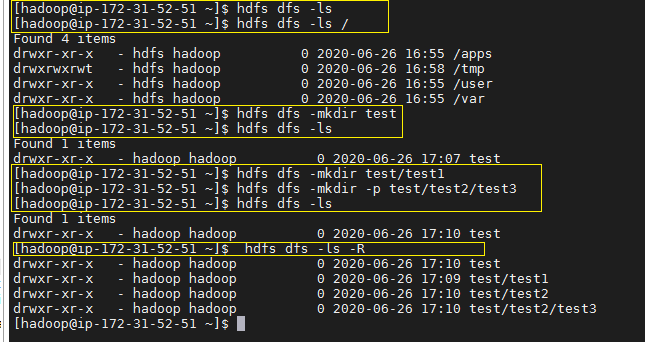 [hadoop@ip-172-31-52-51 ~]$ hdfs dfs -ls
[hadoop@ip-172-31-52-51 ~]$ hdfs dfs -ls /
Found 4 items
drwxr-xr-x   - hdfs hadoop          0 2020-06-26 16:55 /apps
drwxrwxrwt   - hdfs hadoop          0 2020-06-26 16:58 /tmp
drwxr-xr-x   - hdfs hadoop          0 2020-06-26 16:55 /user
drwxr-xr-x   - hdfs hadoop          0 2020-06-26 16:55 /var
[hadoop@ip-172-31-52-51 ~]$ hdfs dfs -mkdir test
[hadoop@ip-172-31-52-51 ~]$ hdfs dfs -ls
Found 1 items
drwxr-xr-x   - hadoop hadoop          0 2020-06-26 17:07 test
[hadoop@ip-172-31-52-51 ~]$ hdfs dfs -mkdir test/test1
[hadoop@ip-172-31-52-51 ~]$ hdfs dfs -mkdir -p test/test2/test3
[hadoop@ip-172-31-52-51 ~]$ hdfs dfs -ls
Found 1 items
drwxr-xr-x   - hadoop hadoop          0 2020-06-26 17:10 test
[hadoop@ip-172-31-52-51 ~]$  hdfs dfs -ls -R
drwxr-xr-x   - hadoop hadoop          0 2020-06-26 17:10 test
drwxr-xr-x   - hadoop hadoop          0 2020-06-26 17:09 test/test1
drwxr-xr-x   - hadoop hadoop          0 2020-06-26 17:10 test/test2
drwxr-xr-x   - hadoop hadoop          0 2020-06-26 17:10 test/test2/test3
[hadoop@ip-172-31-52-51 ~]$